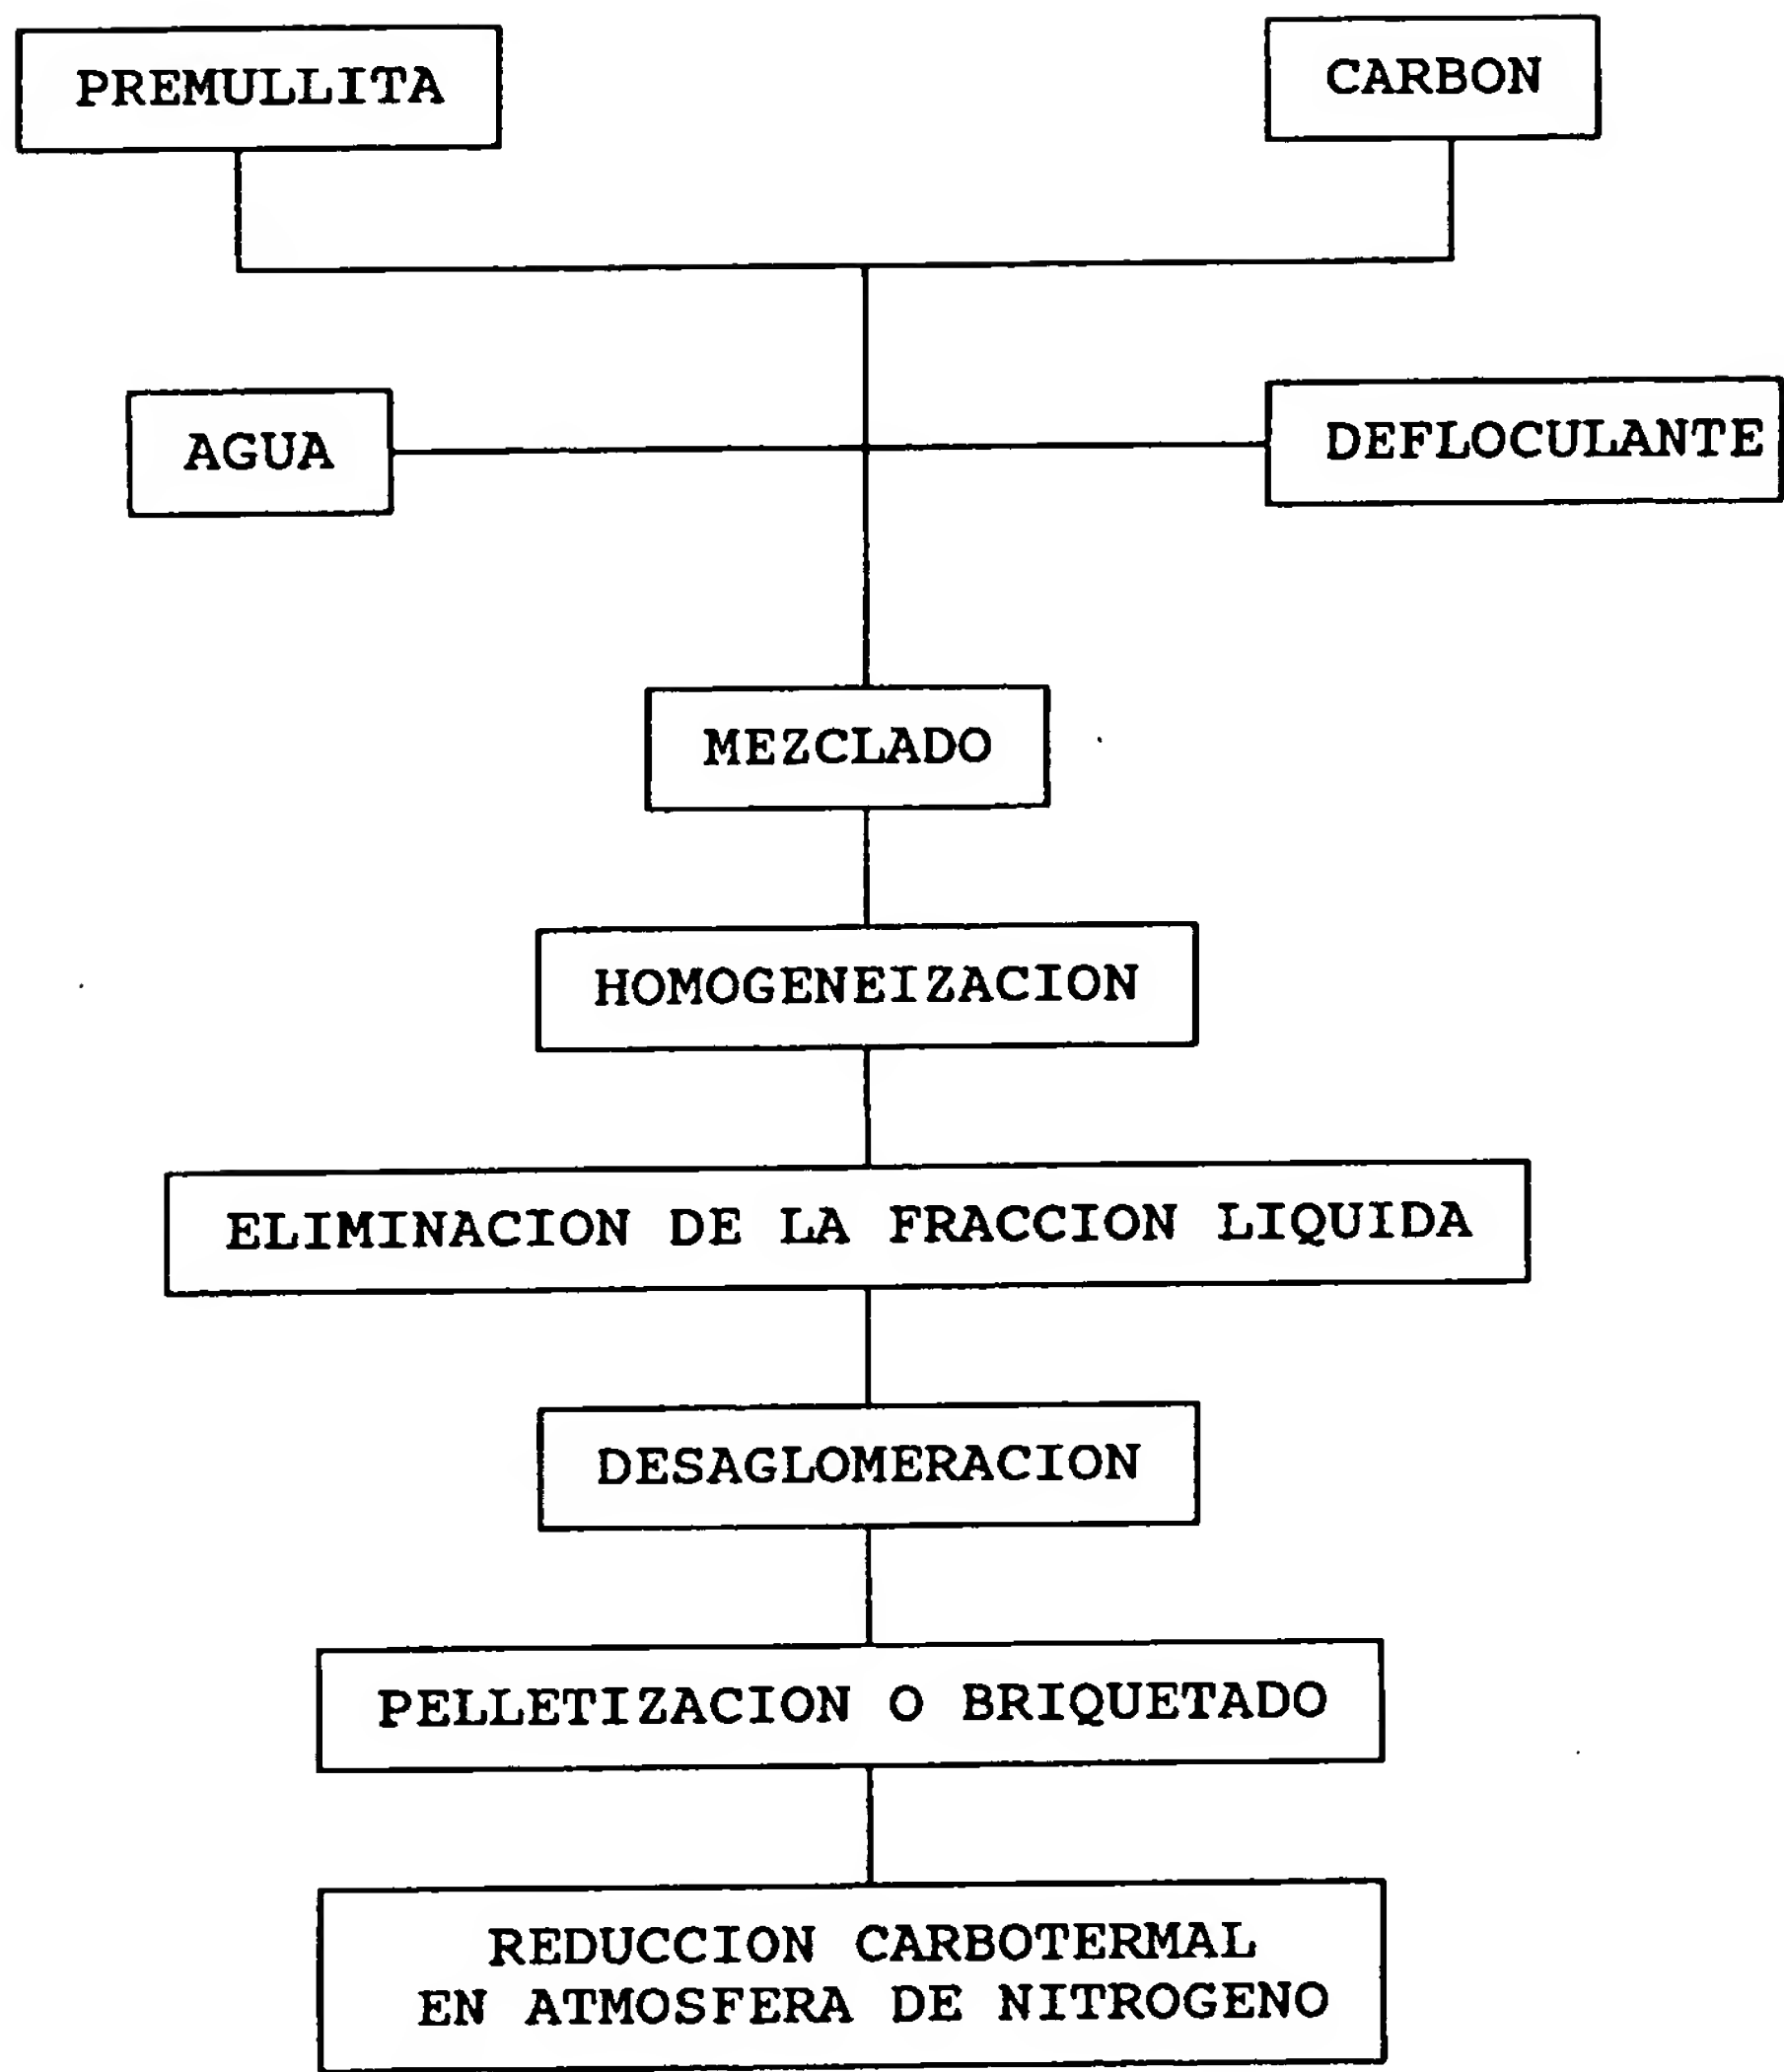 PREMULLITA
CARBON
AGUA
DEFLOCULANTE
MEZCLADO
HOMOGENEIZACION
ELIMINACION DE LA FRACCION LIQUIDA
DESAGLOMERACION
PELLETIZACION O BRIQUETADO
REDUCCION CARBOTERMAL
EN ATMOSFERA DE NITROGENO